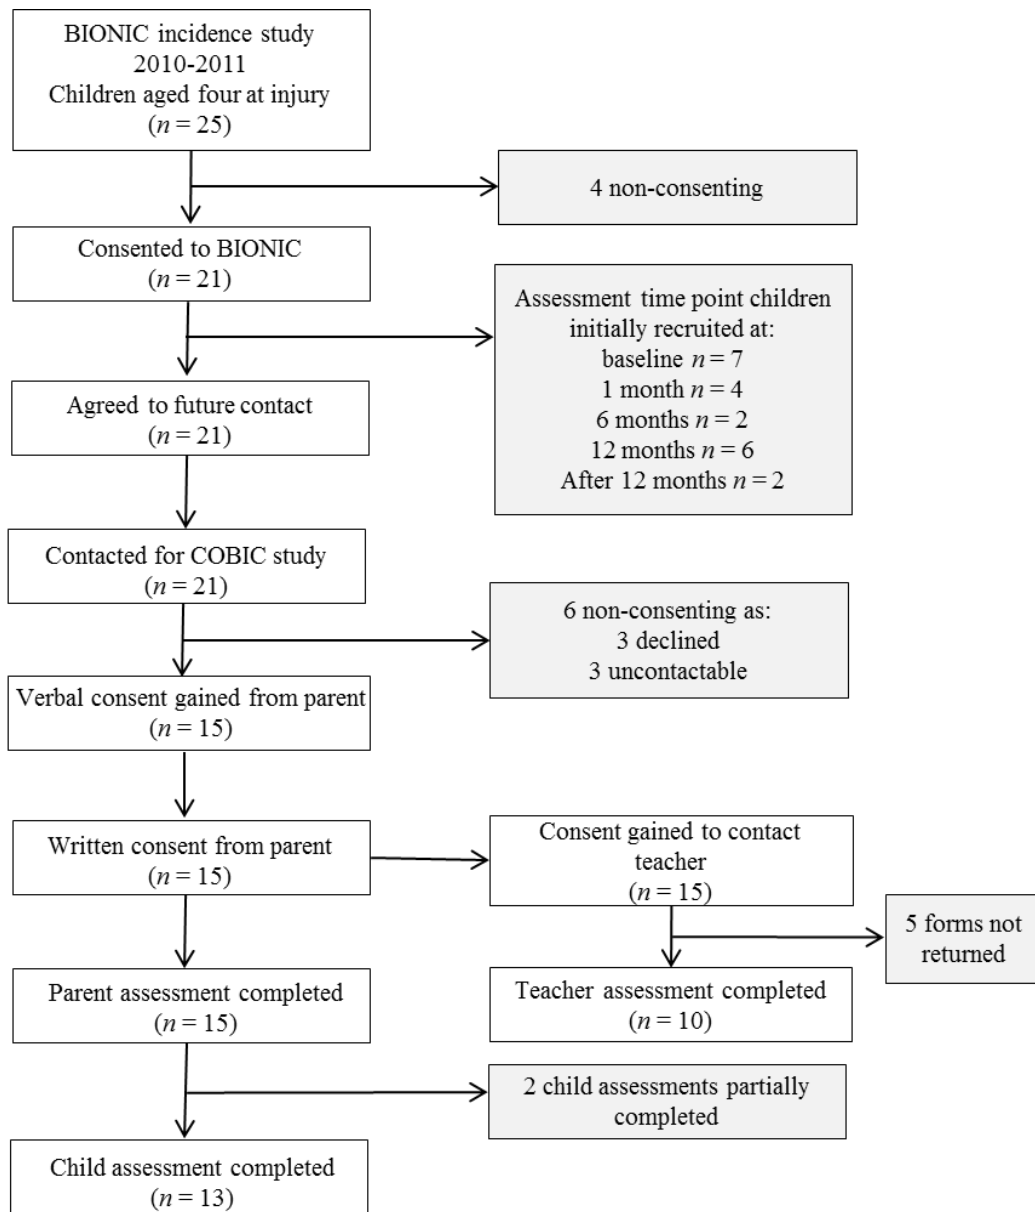 BIONIC incidence study
2010-2011
Children aged four at injury
(n = 25)
4 non-consenting
Consented to BIONIC
(n = 21)
Assessment time point children
initially recruited at:
baseline n = 7
1 month n = 4
6 months n = 2
12 months n = 6
After 12 months n = 2
Agreed to future contact
(n = 21)
Contacted for COBIC study
(n = 21)
6 non-consenting as:
3 declined
3 uncontactable
Verbal consent gained from parent
(n = 15)
Written consent from parent
(n = 15)
Consent gained to contact
teacher
(n = 15)
5 forms not
returned
Parent assessment completed
(n = 15)
Teacher assessment completed
(n = 10)
2 child assessments partially
completed
Child assessment completed
(n = 13)